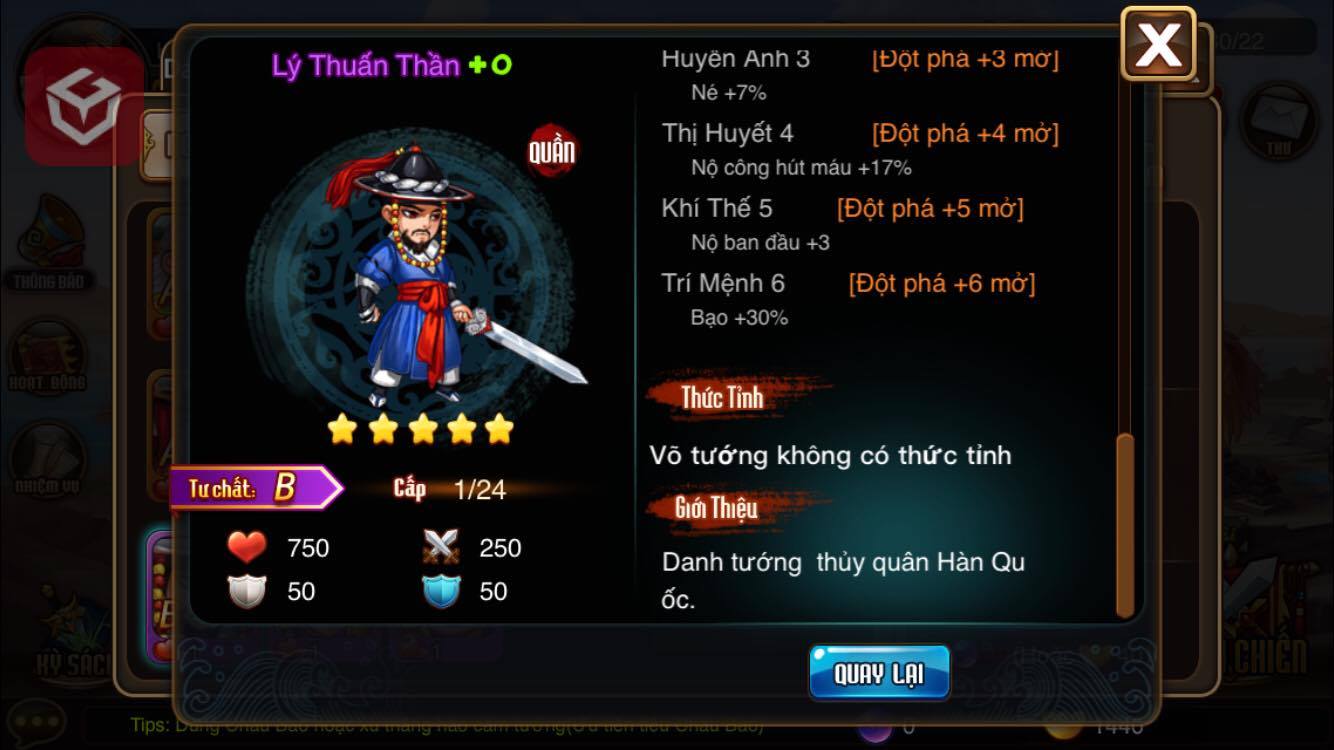 Lý Thuấn Thần +0
QUẦN
Tư chất: B
Cấp 1/24
750
250
50
50
Huyên Anh 3 [Đột phá +3 mở]
Né +7%
Thị Huyết 4 [Đột phá +4 mở]
Nộ công hút máu +17%
Khí Thế 5 [Đột phá +5 mở]
Nộ ban đầu +3
Trí Mệnh 6 [Đột phá +6 mở]
Bạo +30%
Thức Tỉnh
Võ tướng không có thức tỉnh
Giới Thiệu
Danh tướng thủy quân Hàn Qu
ốc.
QUAY LẠI
X
THÔNG BÁO
HOẠT ĐỘNG
NHIỆM VỤ
THƯ
0/22
CHIẾN
Tips:
0
1440